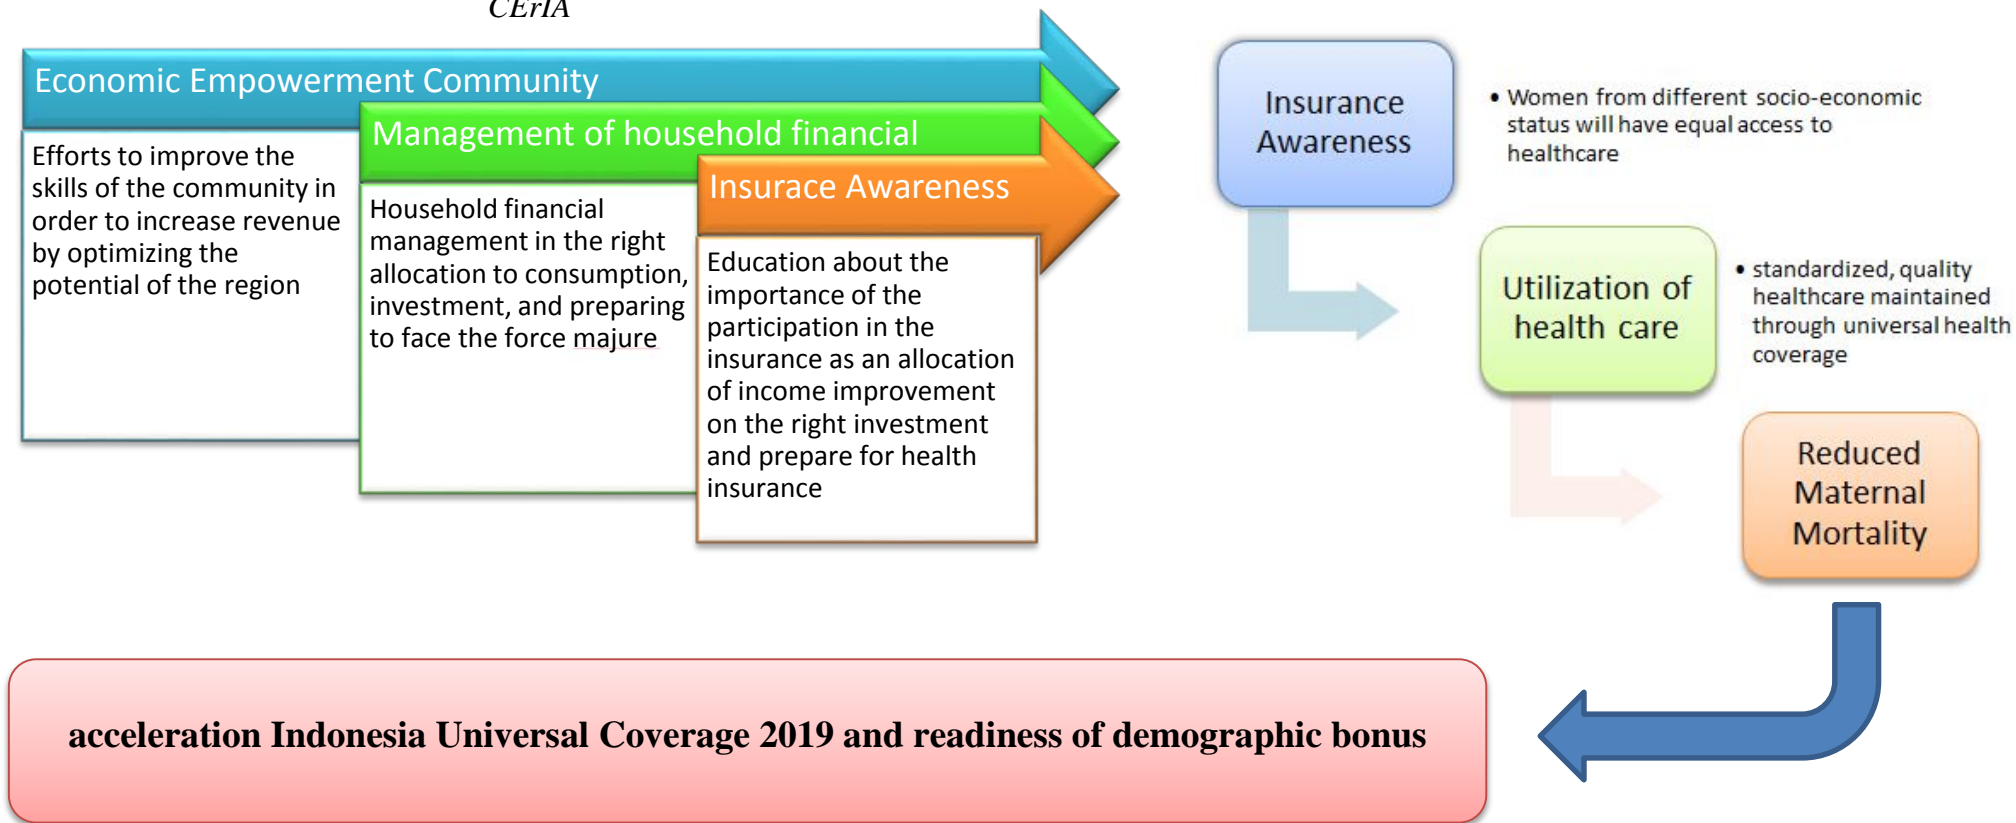 CErIA
Economic Empowerment Community
Efforts to improve the
skills of the community in
order to increase revenue
by optimizing the
potential of the region
Management of household financial
Household financial
management in the right
allocation to consumption,
investment, and preparing
to face the force majure
Insurace Awareness
Education about the
importance of the
participation in the
insurance as an allocation
of income improvement
on the right investment
and prepare for health
insurance
Insurance
Awareness
• Women from different socio-economic
status will have equal access to
healthcare
Utilization of
health care
• standardized, quality
healthcare maintained
through universal health
coverage
Reduced
Maternal
Mortality
acceleration Indonesia Universal Coverage 2019 and readiness of demographic bonus